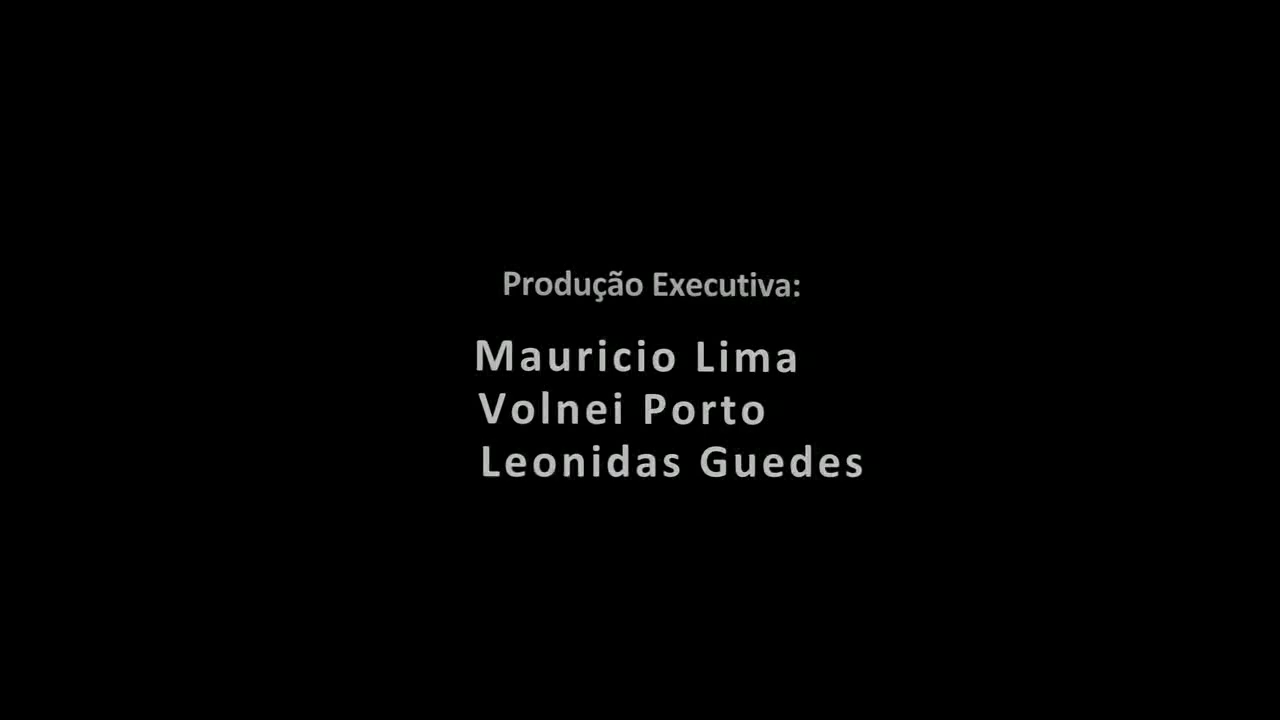 Produção Executiva:
Mauricio Lima
Volnei Porto
Leonidas Guedes